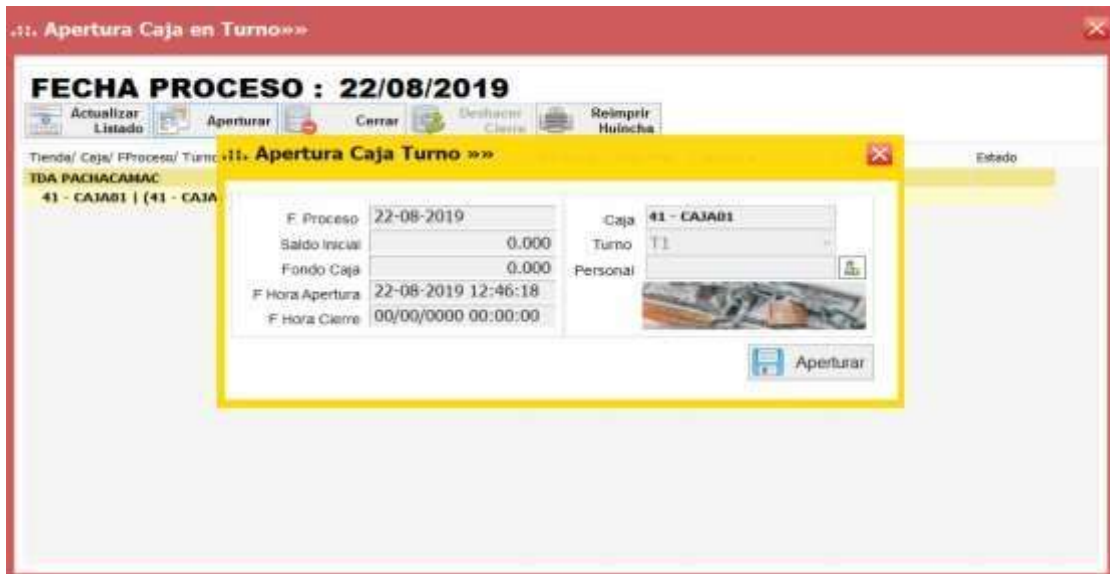 .::. Apertura Caja en Turno»»
FECHA PROCESO : 22/08/2019
Actualizar Listado
Aperturar
Cerrar
Deshacer Cierre
Reimprir Huincha
Tienda/ Caja/ FProceso/ Turno
Estado
TDA PACHACAMAC
41 - CAJA01 | (41 - CAJA
.::. Apertura Caja Turno »»
F Proceso 22-08-2019
Saldo Inicial 0.000
Fondo Caja 0.000
F Hora Apertura 22-08-2019 12:46:18
F Hora Cierre 00/00/0000 00:00:00
Caja 41 - CAJA01
Turno T1
Personal
Aperturar